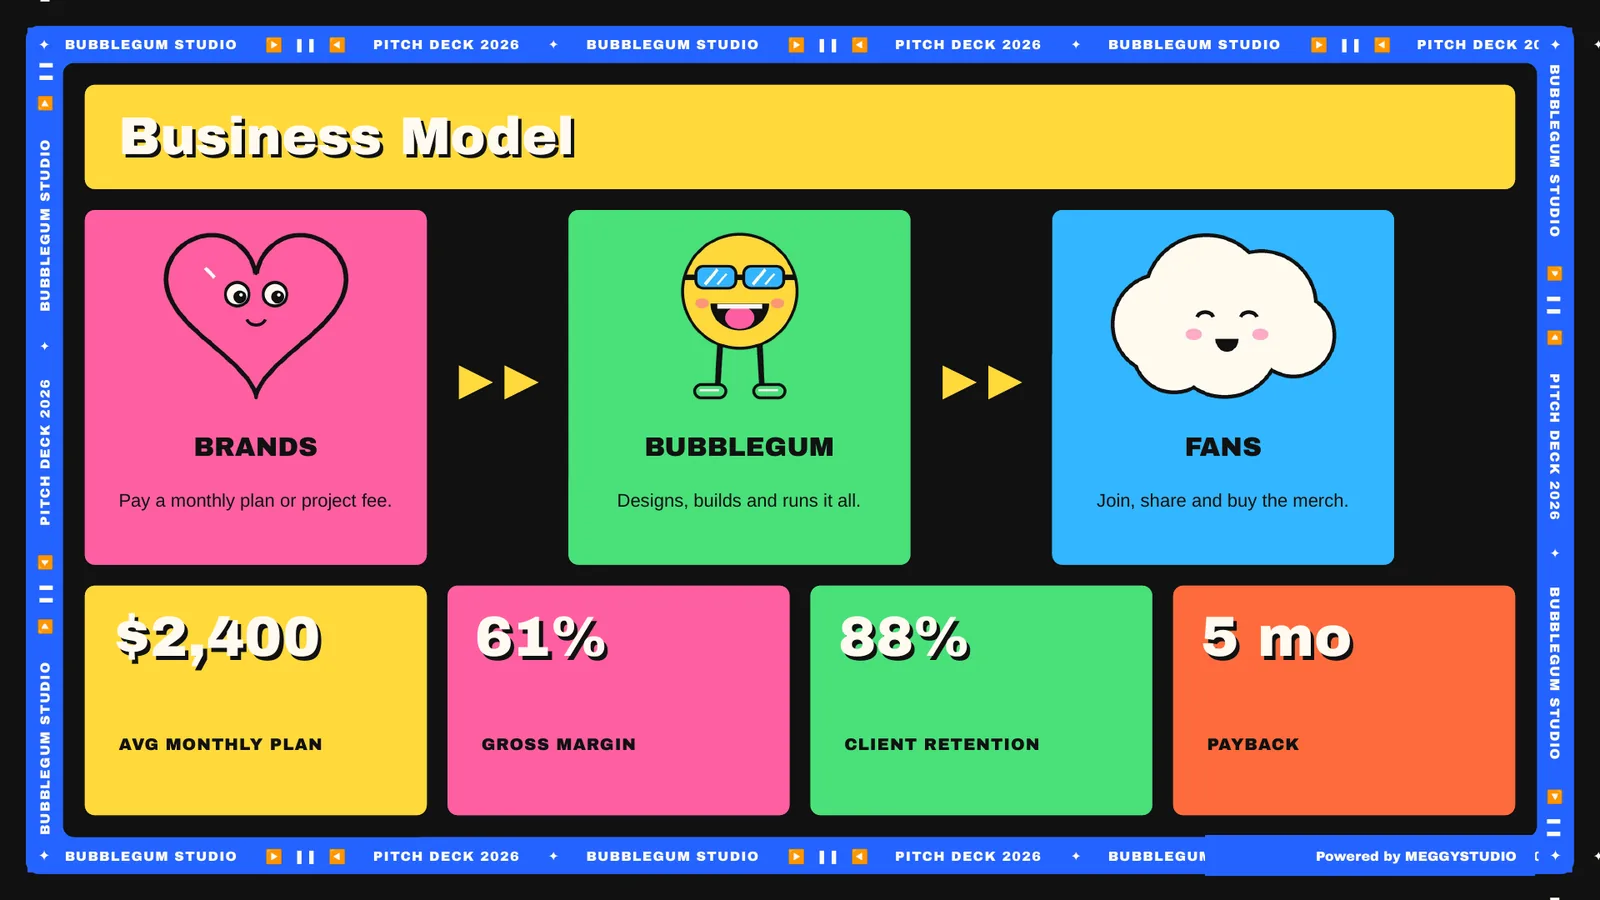 ✦ BUBBLEGUM STUDIO ▶️ ❚❚ ◀️ PITCH DECK 2026 ✦ BUBBLEGUM STUDIO ▶️ ❚❚ ◀️ PITCH DECK 2026 ✦ BUBBLEGUM STUDIO ▶️ ❚❚ ◀️ PITCH DECK 20 ✦
BUBBLEGUM STUDIO ✦ PITCH DECK 2026 BUBBLEGUM STUDIO
Business Model
BRANDS
Pay a monthly plan or project fee.
▶▶
BUBBLEGUM
Designs, builds and runs it all.
▶▶
FANS
Join, share and buy the merch.
$2,400
AVG MONTHLY PLAN
61%
GROSS MARGIN
88%
CLIENT RETENTION
5 mo
PAYBACK
BUBBLEGUM STUDIO PITCH DECK 2026 ✦ BUBBLEGUM STUDIO
✦ BUBBLEGUM STUDIO ▶️ ❚❚ ◀️ PITCH DECK 2026 ✦ BUBBLEGUM STUDIO ▶️ ❚❚ ◀️ PITCH DECK 2026 ✦ BUBBLEGUM
Powered by MEGGYSTUDIO ✦